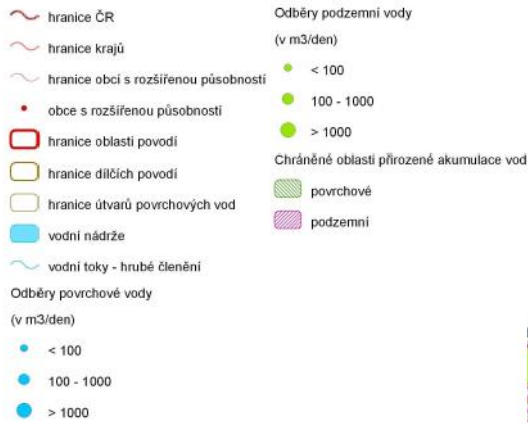 hranice ČR
hranice krajů
hranice obcí s rozšířenou působností
obce s rozšířenou působností
hranice oblasti povodí
hranice dílčích povodí
hranice útvarů povrchových vod
vodní nádrže
vodní toky - hrubé členění
Odběry povrchové vody
(v m3/den)
< 100
100 - 1000
> 1000
Odběry podzemní vody
(v m3/den)
< 100
100 - 1000
> 1000
Chráněné oblasti přirozené akumulace vod
povrchové
podzemní